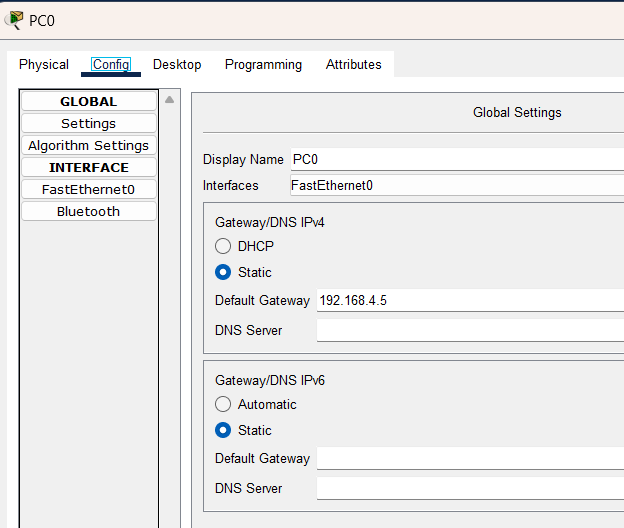 PC0
Physical Config Desktop Programming Attributes
GLOBAL
Settings
Algorithm Settings
INTERFACE
FastEthernet0
Bluetooth
Global Settings
Display Name PC0
Interfaces FastEthernet0
Gateway/DNS IPv4
DHCP
Static
Default Gateway 192.168.4.5
DNS Server
Gateway/DNS IPv6
Automatic
Static
Default Gateway
DNS Server